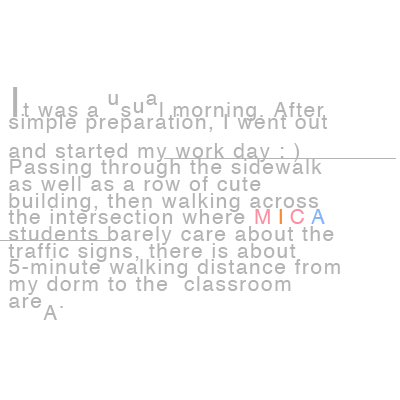 It was a usual morning. After
simple preparation, I went out
and started my work day : )
Passing through the sidewalk
as well as a row of cute
building, then walking across
the intersection where MICA
students barely care about the
traffic signs, there is about
5-minute walking distance from
my dorm to the classroom
areA.